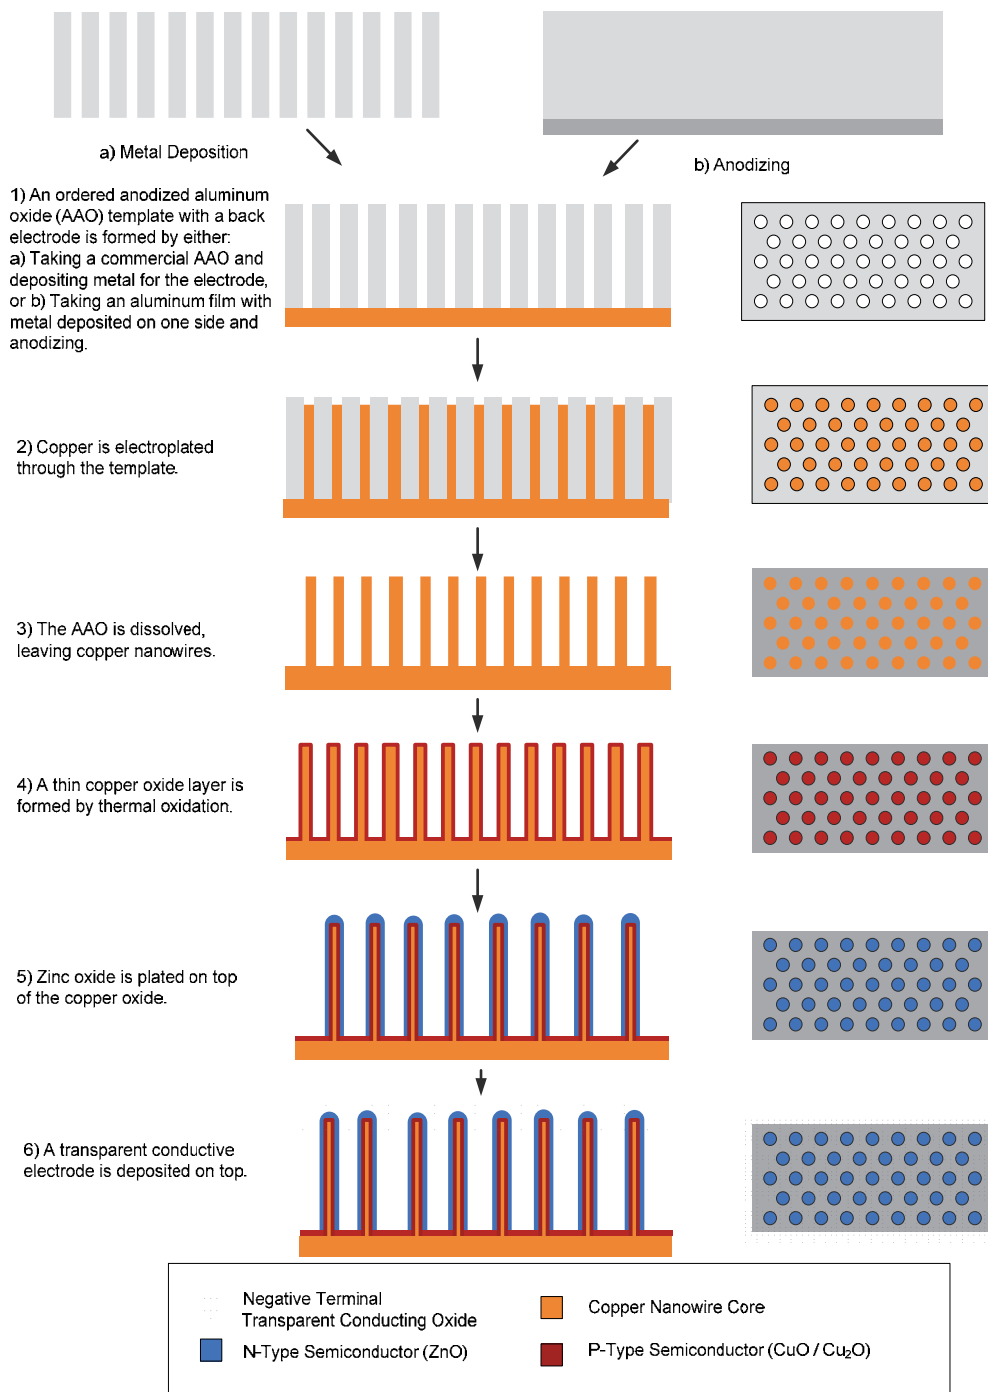 a) Metal Deposition
b) Anodizing
1) An ordered anodized aluminum
oxide (AAO) template with a back
electrode is formed by either:
a) Taking a commercial AAO and
depositing metal for the electrode,
or b) Taking an aluminum film with
metal deposited on one side and
anodizing.
2) Copper is electroplated
through the template.
3) The AAO is dissolved,
leaving copper nanowires.
4) A thin copper oxide layer is
formed by thermal oxidation.
5) Zinc oxide is plated on top
of the copper oxide.
6) A transparent conductive
electrode is deposited on top.
Negative Terminal
Transparent Conducting Oxide
Copper Nanowire Core
N-Type Semiconductor (ZnO)
P-Type Semiconductor (CuO / Cu₂O)